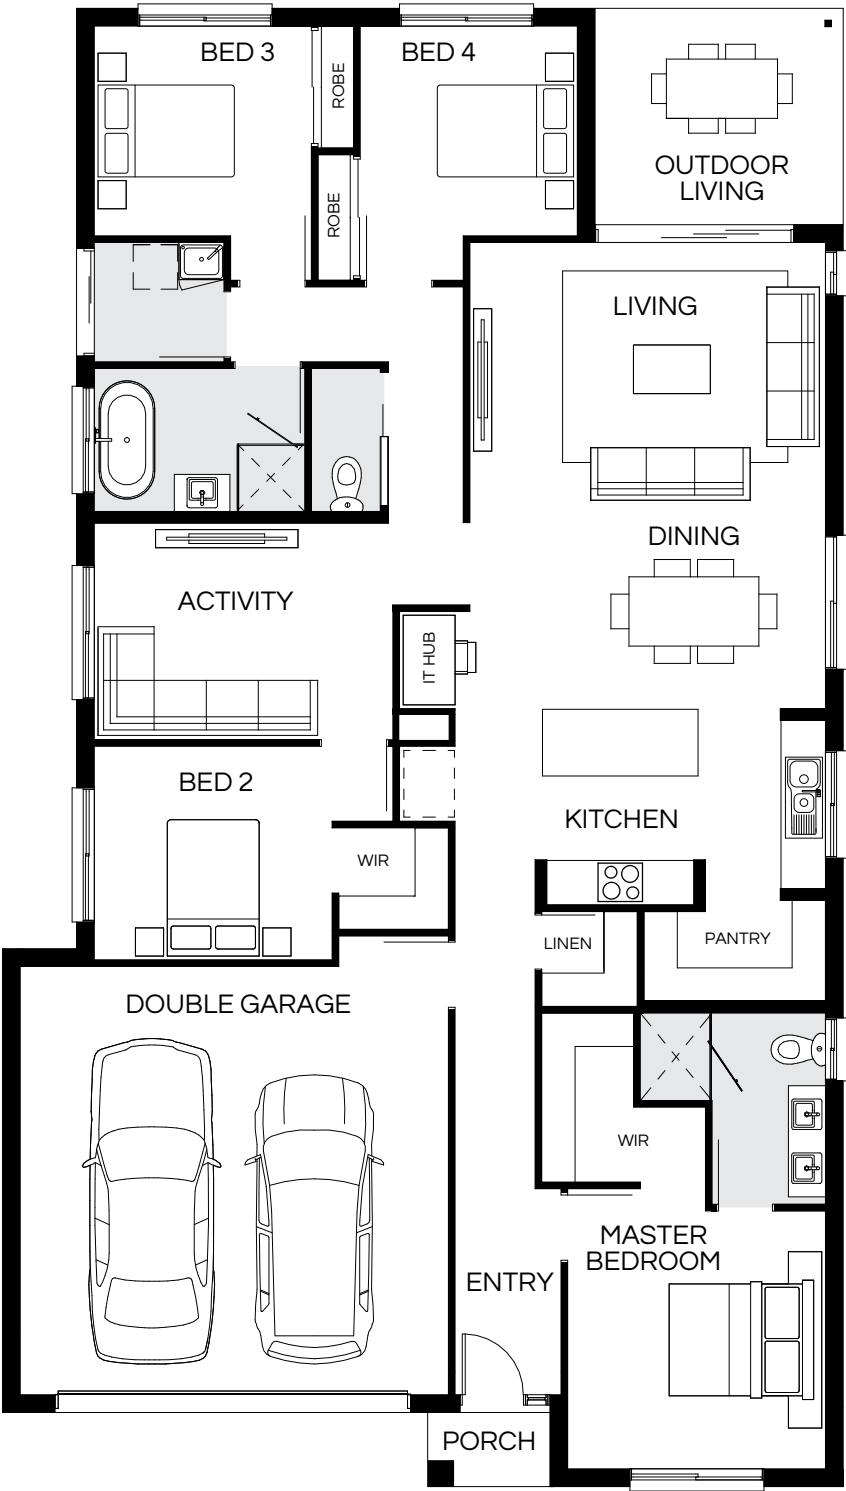 BED 3
BED 4
ROBE
ROBE
OUTDOOR
LIVING
LIVING
DINING
ACTIVITY
IT HUB
BED 2
KITCHEN
WIR
LINEN
PANTRY
DOUBLE GARAGE
WIR
MASTER
BEDROOM
ENTRY
PORCH